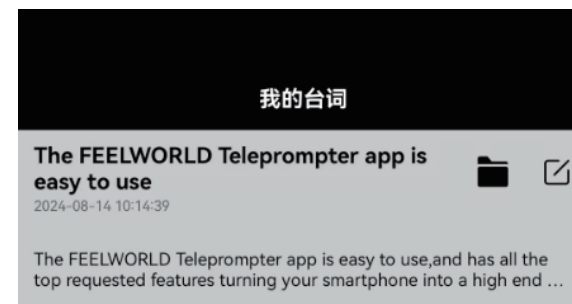 我的台词
The FEELWORLD Teleprompter app is
easy to use
2024-08-14 10:14:39
The FEELWORLD Teleprompter app is easy to use,and has all the
top requested features turning your smartphone into a high end ...